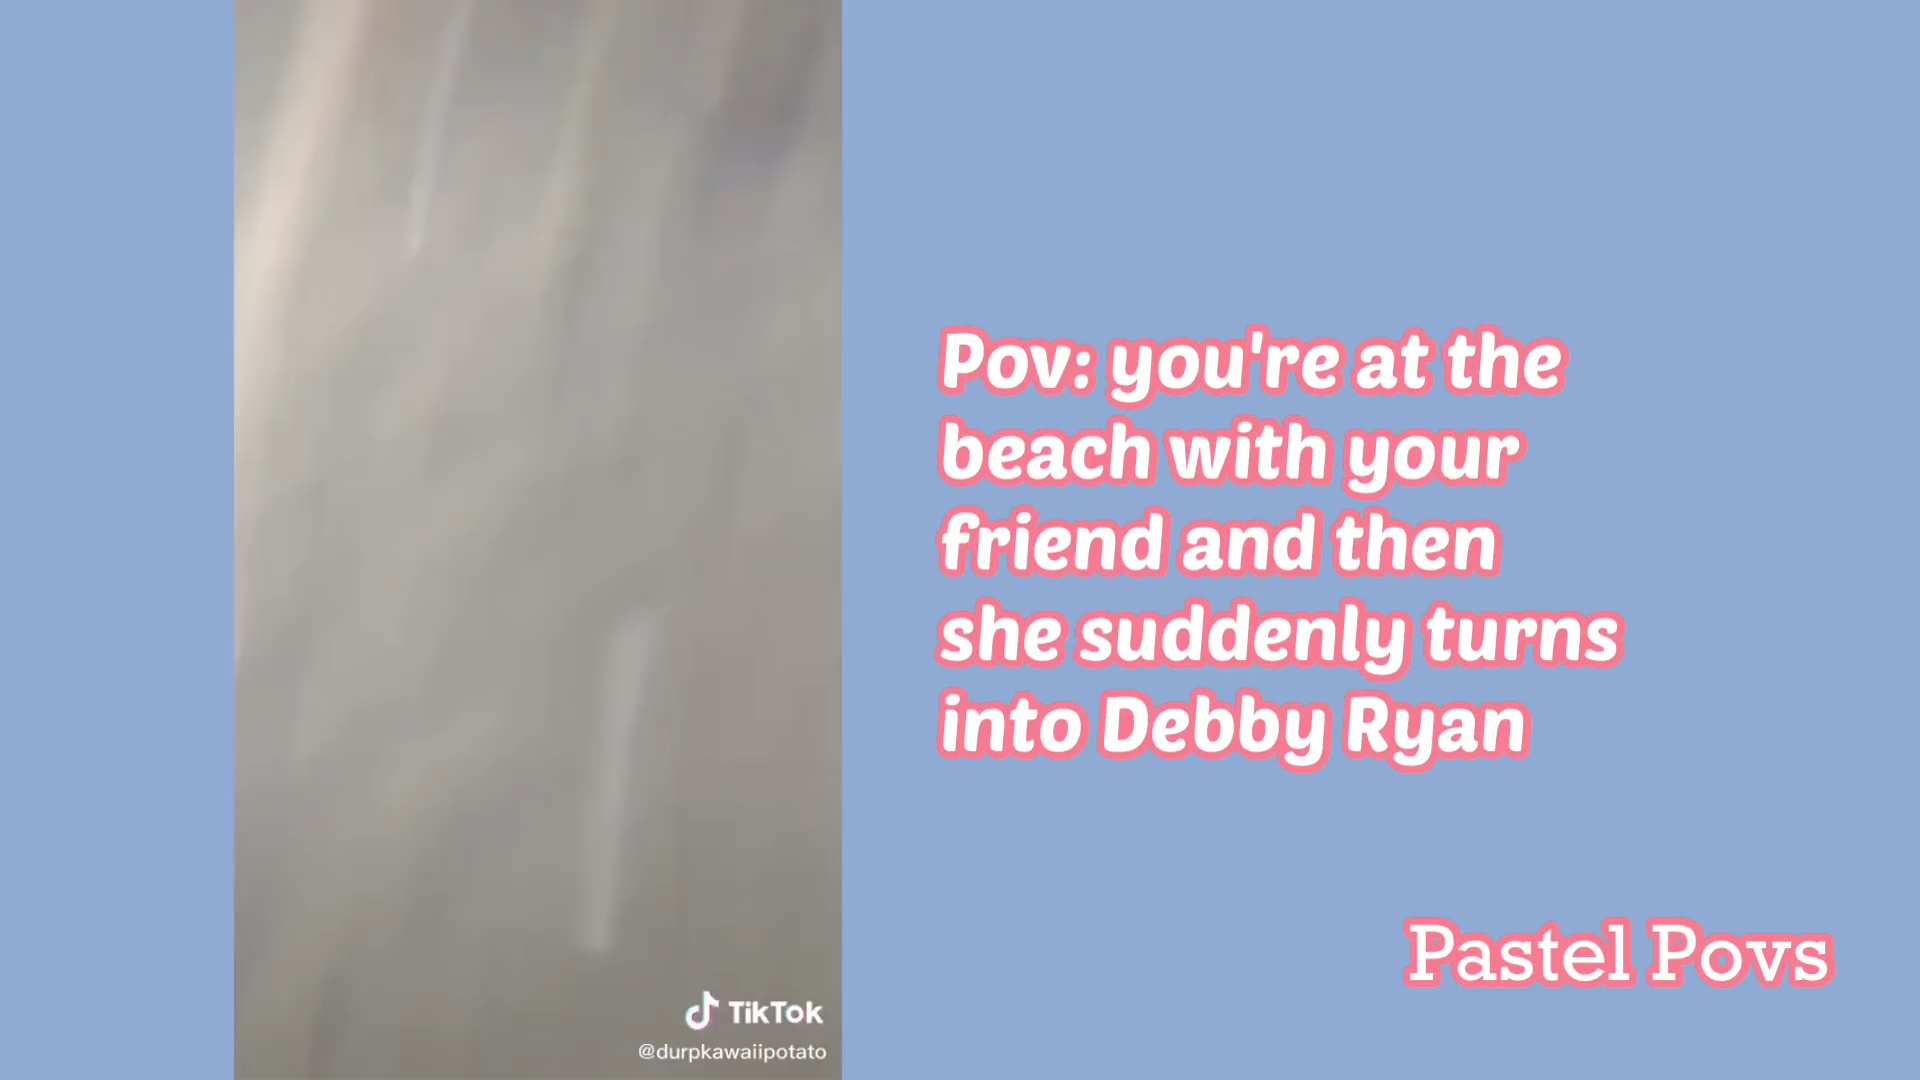 Pov: you're at the
beach with your
friend and then
she suddenly turns
into Debby Ryan
Pastel Povs
TikTok
@durpkawaiipotato